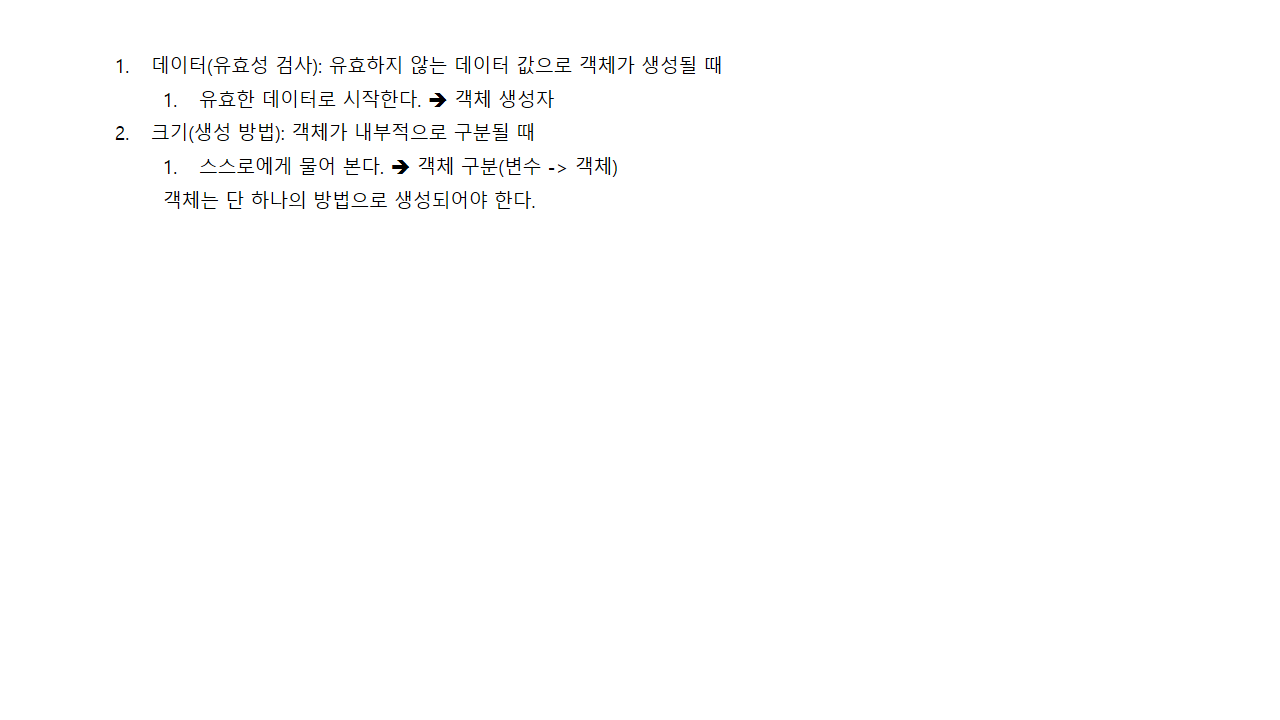 1. 데이터(유효성 검사): 유효하지 않는 데이터 값으로 객체가 생성될 때
1. 유효한 데이터로 시작한다. 🡺 객체 생성자
2. 크기(생성 방법): 객체가 내부적으로 구분될 때
1. 스스로에게 물어 본다. 🡺 객체 구분(변수 -> 객체)
객체는 단 하나의 방법으로 생성되어야 한다.